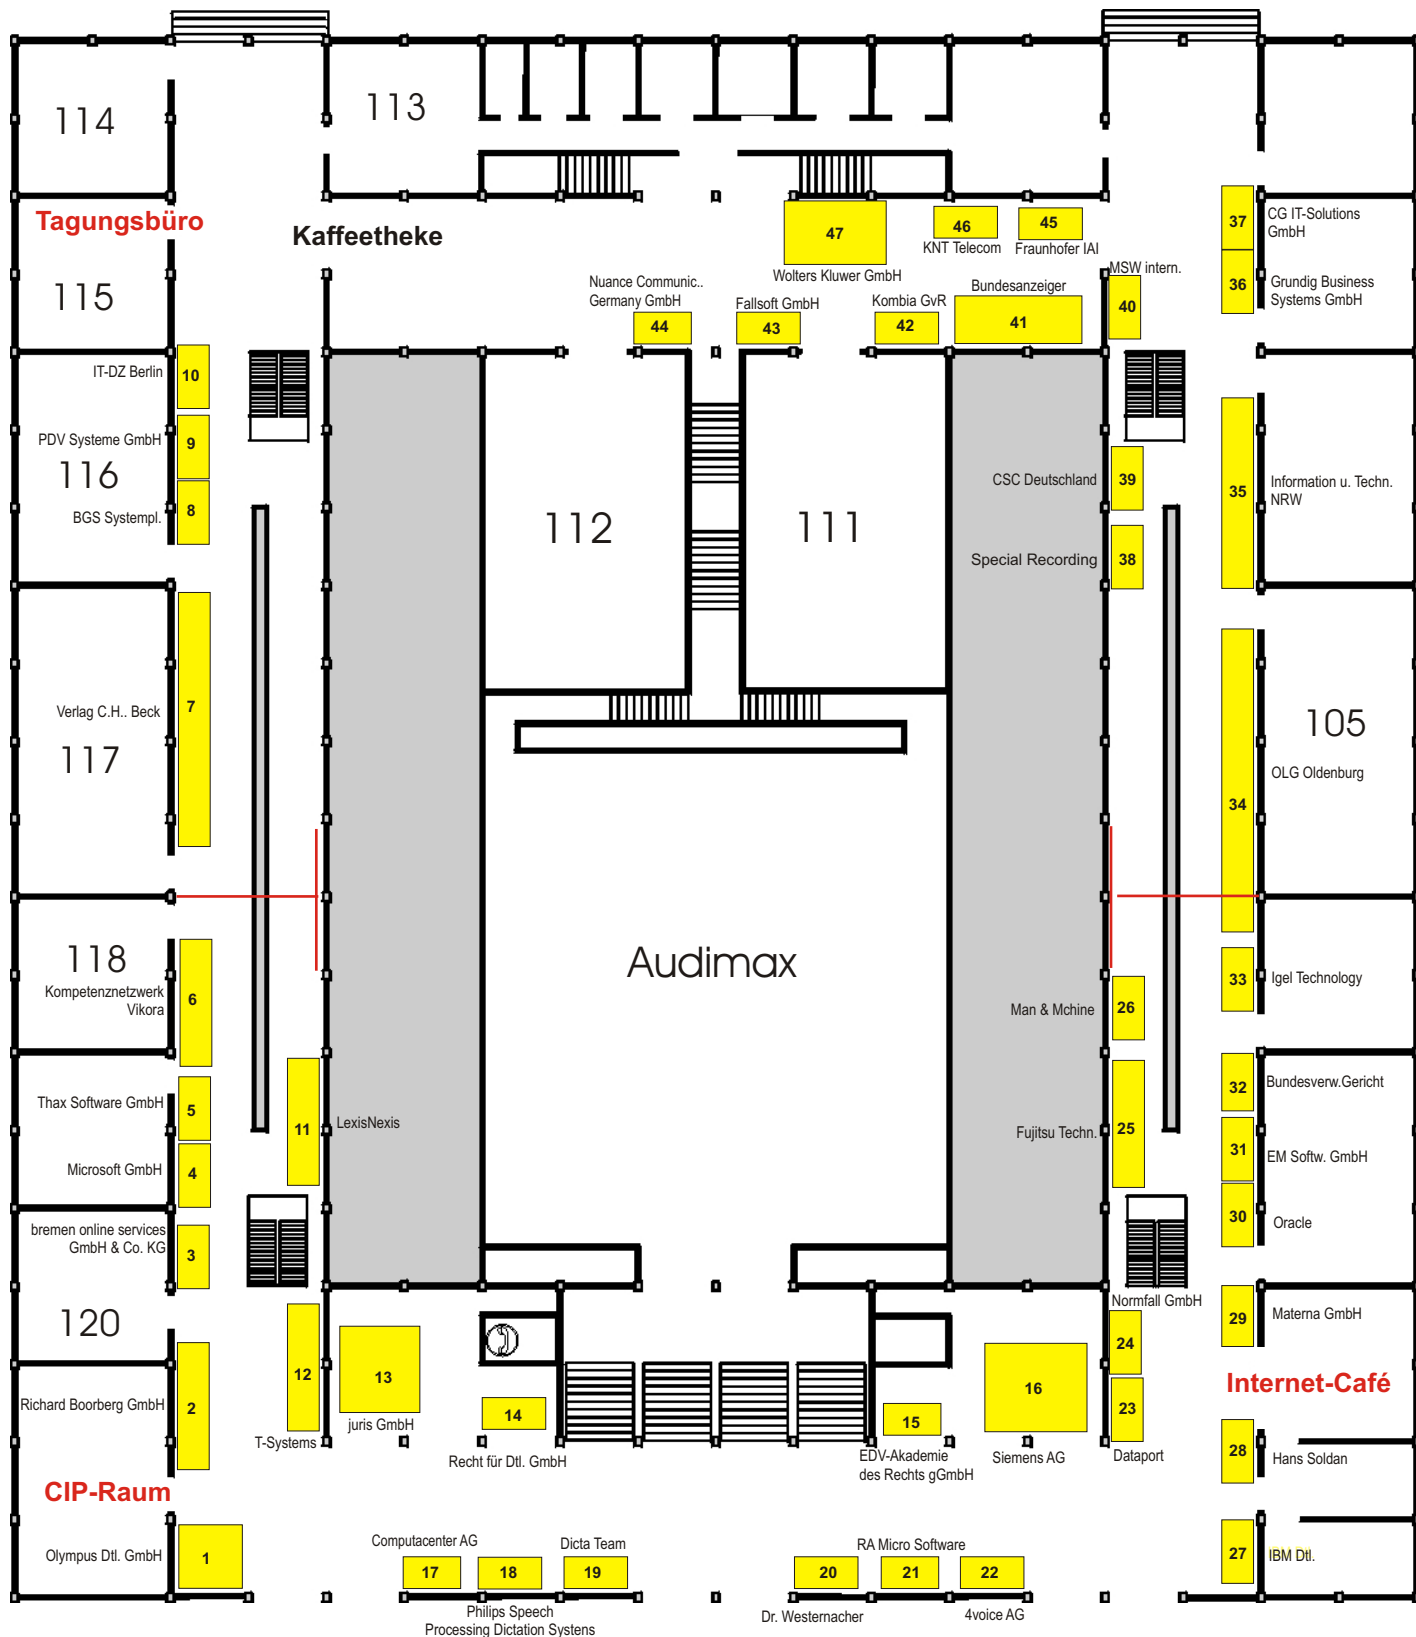 114
113
Tagungsbüro
Kaffeetheke
115
47
Wolters Kluwer GmbH
46
KNT Telecom
45
Fraunhofer IAI
37
CG IT-Solutions
GmbH
36
Grundig Business
Systems GmbH
MSW intern.
40
Nuance Communic..
Germany GmbH
44
Fallsoft GmbH
43
Kombia GvR
42
Bundesanzeiger
41
IT-DZ Berlin
10
PDV Systeme GmbH
9
116
BGS Systempl.
8
112
111
CSC Deutschland
39
Special Recording
38
35
Information u. Techn.
NRW
Verlag C.H.. Beck
7
117
105
OLG Oldenburg
34
118
Kompetenznetzwerk
Vikora
6
Audimax
Man & Mchine
26
33
Igel Technology
Thax Software GmbH
5
Microsoft GmbH
4
11
LexisNexis
Fujitsu Techn.
25
32
Bundesverw.Gericht
31
EM Softw. GmbH
30
Oracle
bremen online services
GmbH & Co. KG
3
120
12
T-Systems
13
juris GmbH
14
Recht für Dtl. GmbH
15
EDV-Akademie
des Rechts gGmbH
16
Siemens AG
Normfall GmbH
24
23
Dataport
29
Materna GmbH
Internet-Café
28
Hans Soldan
Richard Boorberg GmbH
2
CIP-Raum
Olympus Dtl. GmbH
1
Computacenter AG
17
18
Philips Speech
Processing Dictation Systens
Dicta Team
19
20
Dr. Westernacher
RA Micro Software
21
22
4voice AG
27
IBM Dtl.